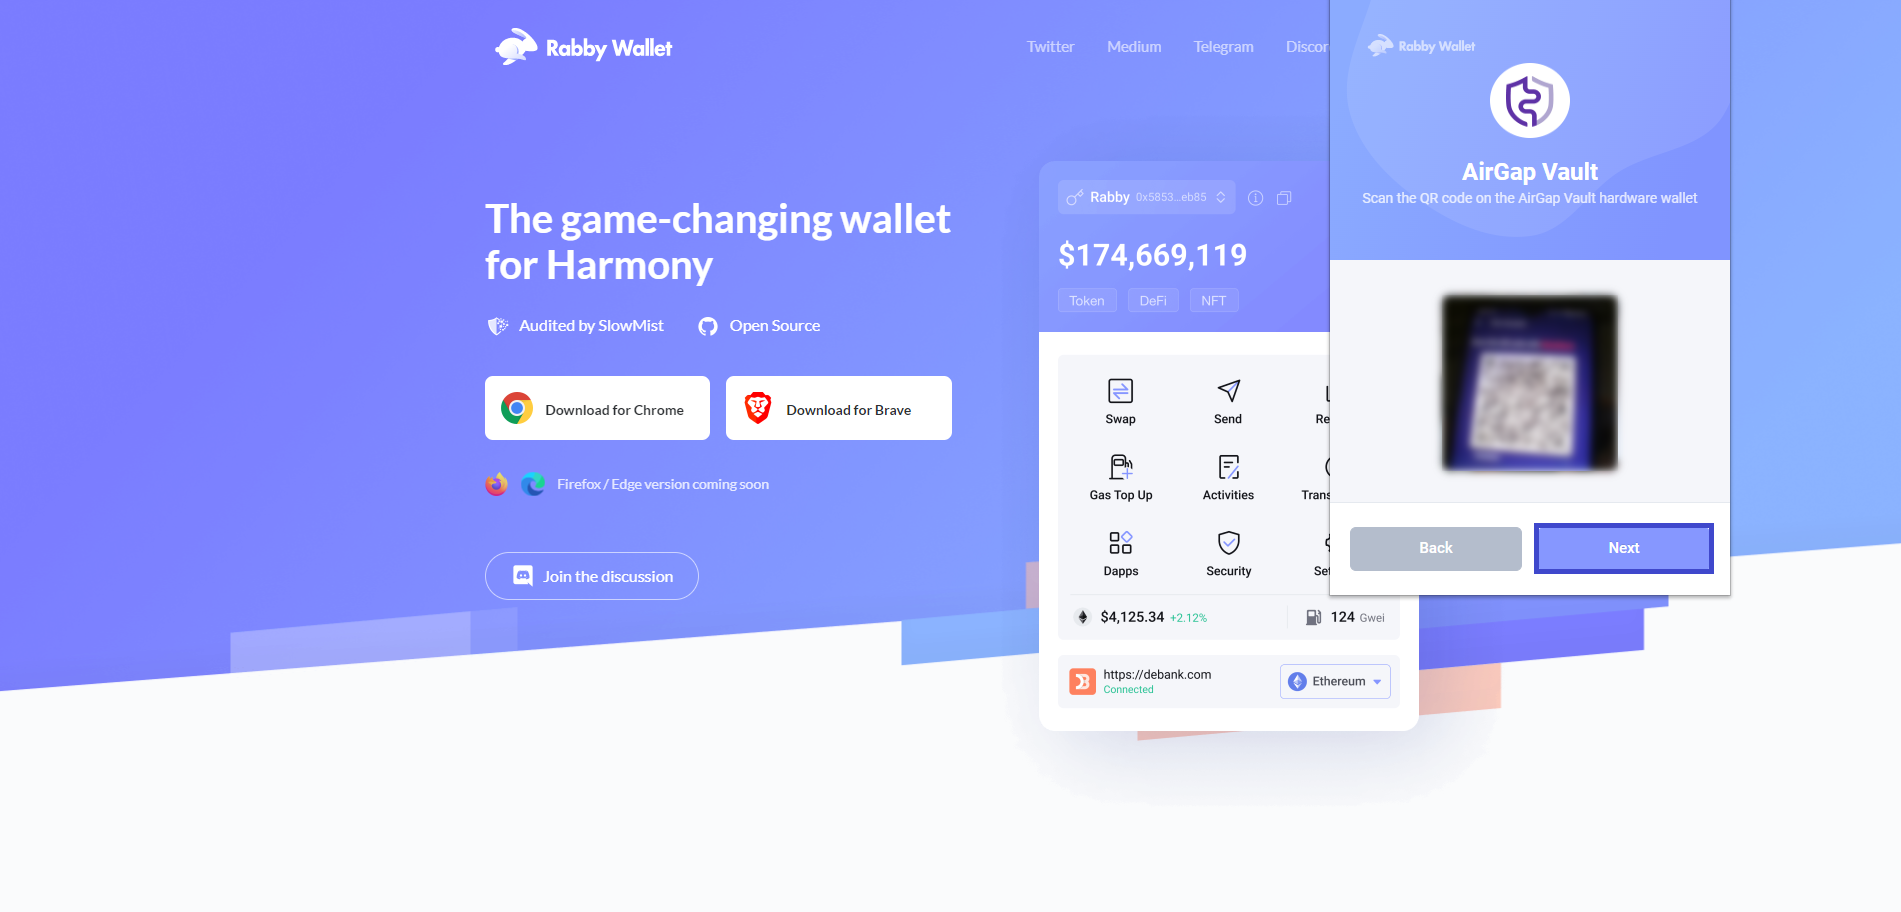 Rabby Wallet
Twitter Medium Telegram Discor
The game-changing wallet
for Harmony
Audited by SlowMist Open Source
Download for Chrome Download for Brave
Firefox / Edge version coming soon
Join the discussion
Rabby 0x5853...eb85
$174,669,119
Token DeFi NFT
Swap Send Re
Gas Top Up Activities Trans
Dapps Security Set
$4,125.34 +2.12% 124 Gwei
https://debank.com
Connected
Ethereum
Rabby Wallet
AirGap Vault
Scan the QR code on the AirGap Vault hardware wallet
Back Next